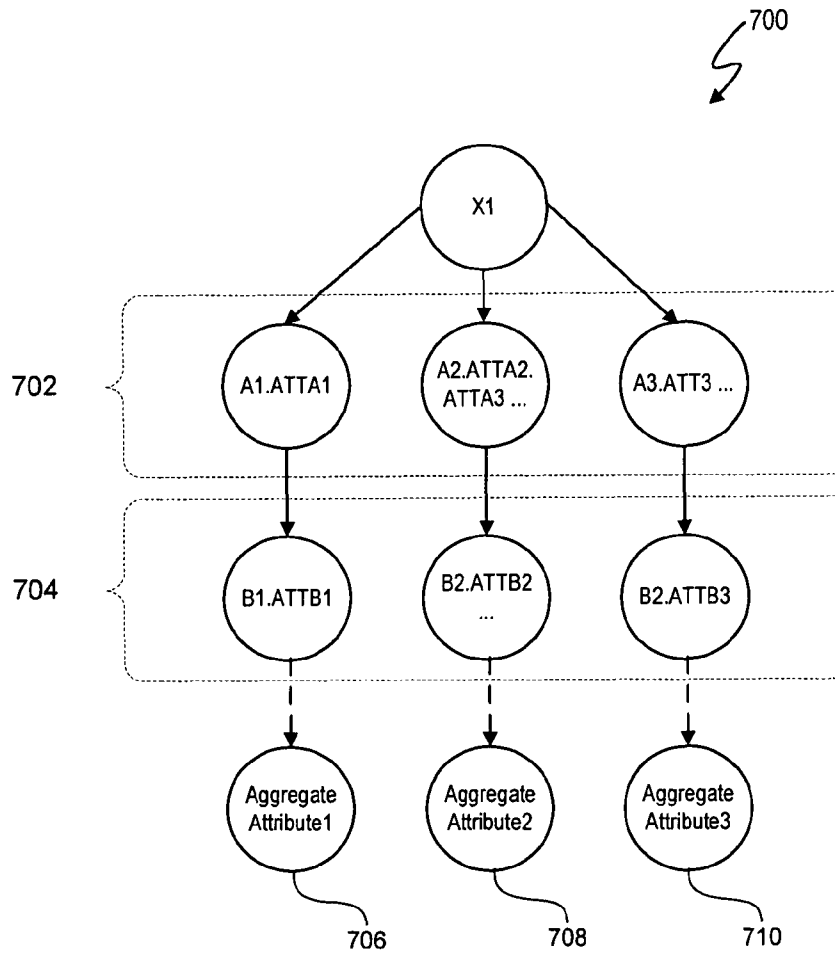 700
X1
702
A1.ATTA1
A2.ATTA2.
ATTA3 ...
A3.ATT3 ...
704
B1.ATTB1
B2.ATTB2
...
B2.ATTB3
Aggregate
Attribute1
Aggregate
Attribute2
Aggregate
Attribute3
706
708
710